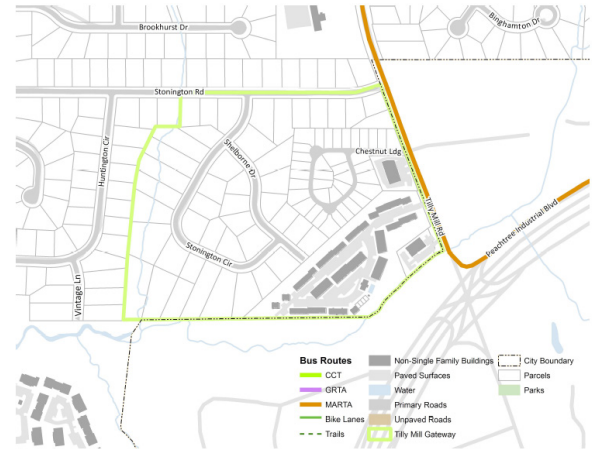 Brookhurst Dr
Binghamton Dr
Stonington Rd
Huntington Cir
Shelborne Dr
Chestnut Ldg
Tilly Mill Rd
Peachtree Industrial Blvd
Stonington Cir
Vintage Ln
Bus Routes
CCT
GRTA
MARTA
Bike Lanes
Trails
Non-Single Family Buildings
Paved Surfaces
Water
Primary Roads
Unpaved Roads
Tilly Mill Gateway
City Boundary
Parcels
Parks